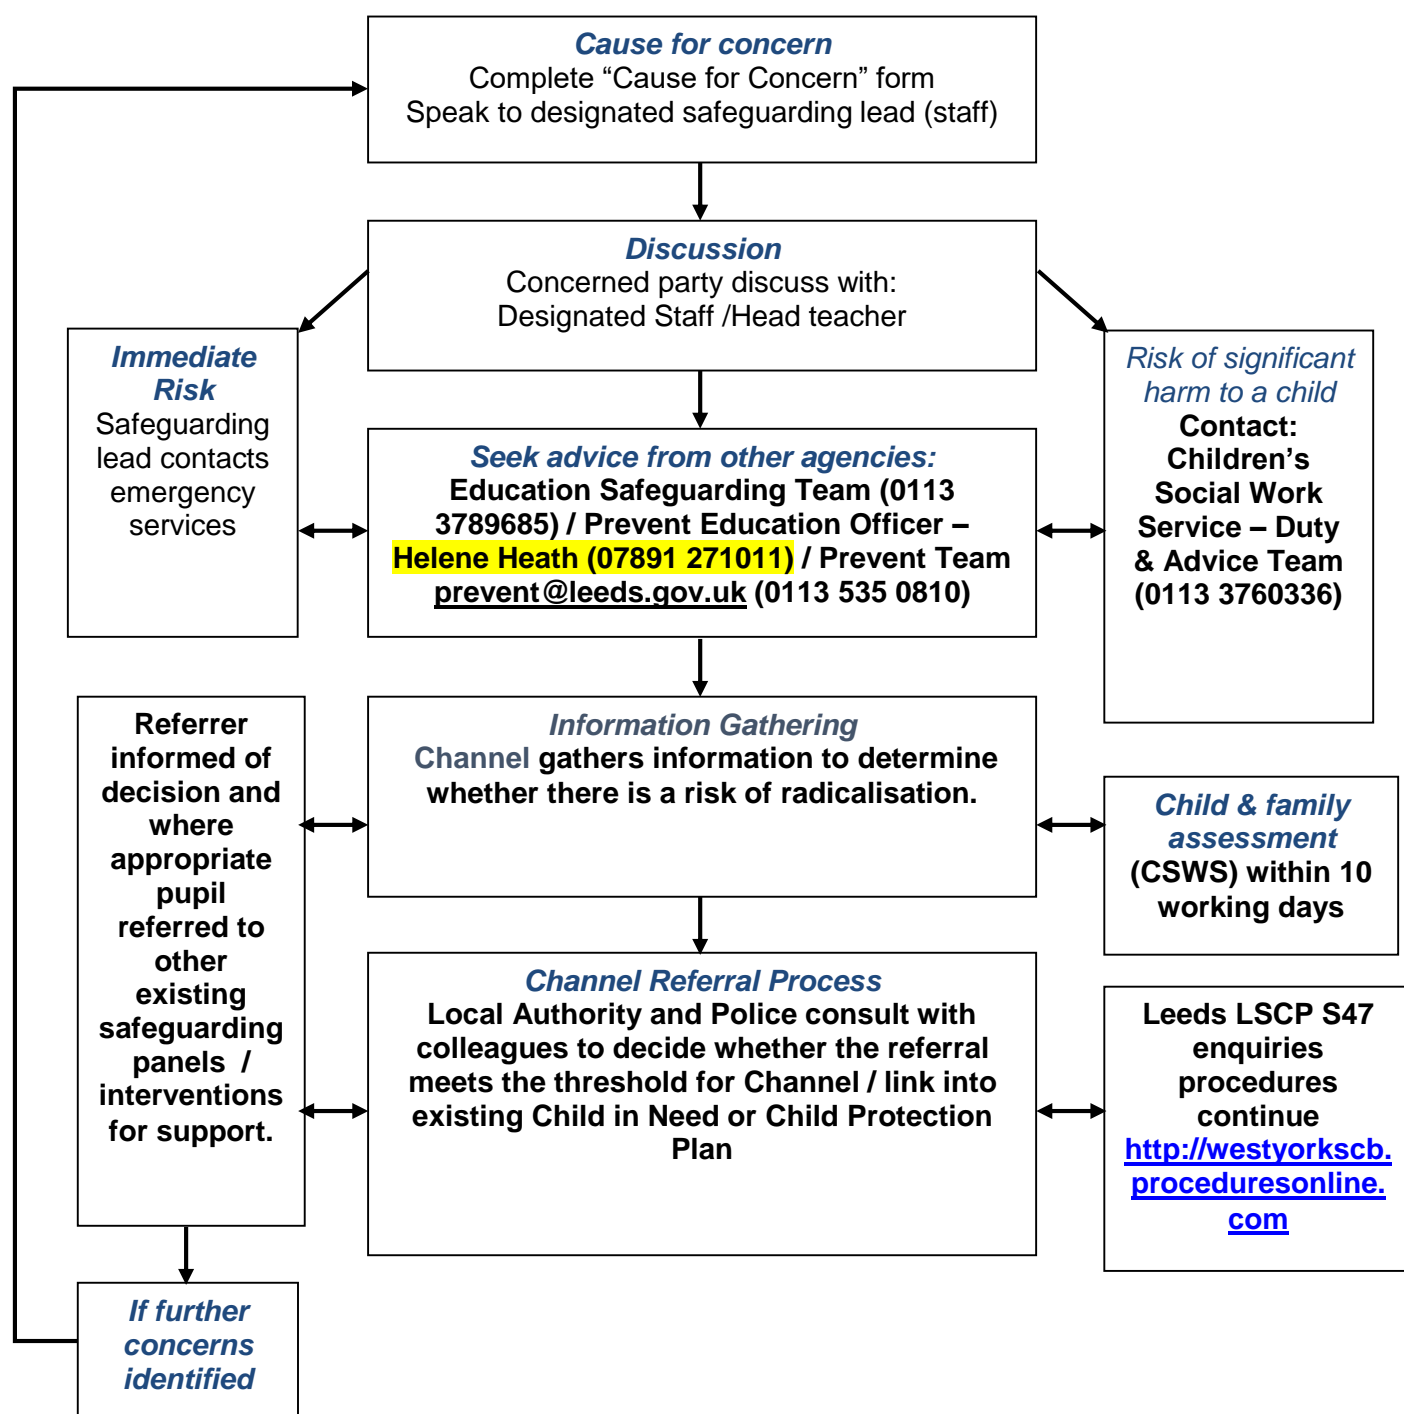 Cause for concern
Complete “Cause for Concern” form
Speak to designated safeguarding lead (staff)
Discussion
Concerned party discuss with:
Designated Staff /Head teacher
Immediate
Risk
Safeguarding
lead contacts
emergency
services
Risk of significant
harm to a child
Contact:
Children’s
Social Work
Service – Duty
& Advice Team
(0113 3760336)
Seek advice from other agencies:
Education Safeguarding Team (0113
3789685) / Prevent Education Officer –
Helene Heath (07891 271011) / Prevent Team
prevent@leeds.gov.uk (0113 535 0810)
Referrer
informed of
decision and
where
appropriate
pupil
referred to
other
existing
safeguarding
panels /
interventions
for support.
Information Gathering
Channel gathers information to determine
whether there is a risk of radicalisation.
Child & family
assessment
(CSWS) within 10
working days
Channel Referral Process
Local Authority and Police consult with
colleagues to decide whether the referral
meets the threshold for Channel / link into
existing Child in Need or Child Protection
Plan
Leeds LSCP S47
enquiries
procedures
continue
http://westyorkscb.
proceduresonline.
com
If further
concerns
identified